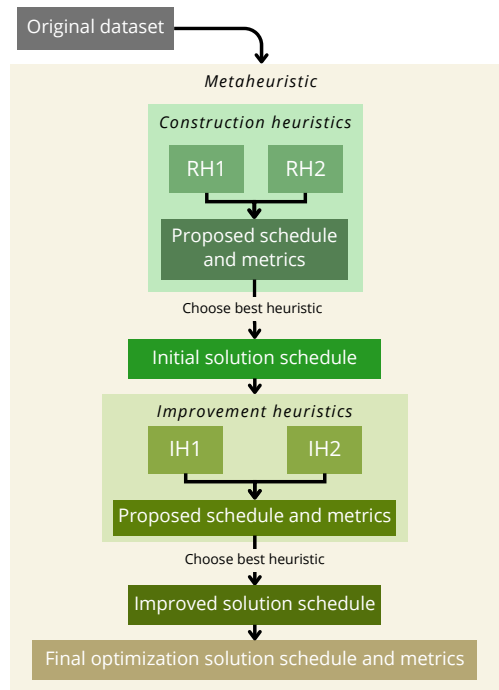 Original dataset
Metaheuristic
Construction heuristics
RH1
RH2
Proposed schedule
and metrics
Choose best heuristic
Initial solution schedule
Improvement heuristics
IH1
IH2
Proposed schedule and metrics
Choose best heuristic
Improved solution schedule
Final optimization solution schedule and metrics